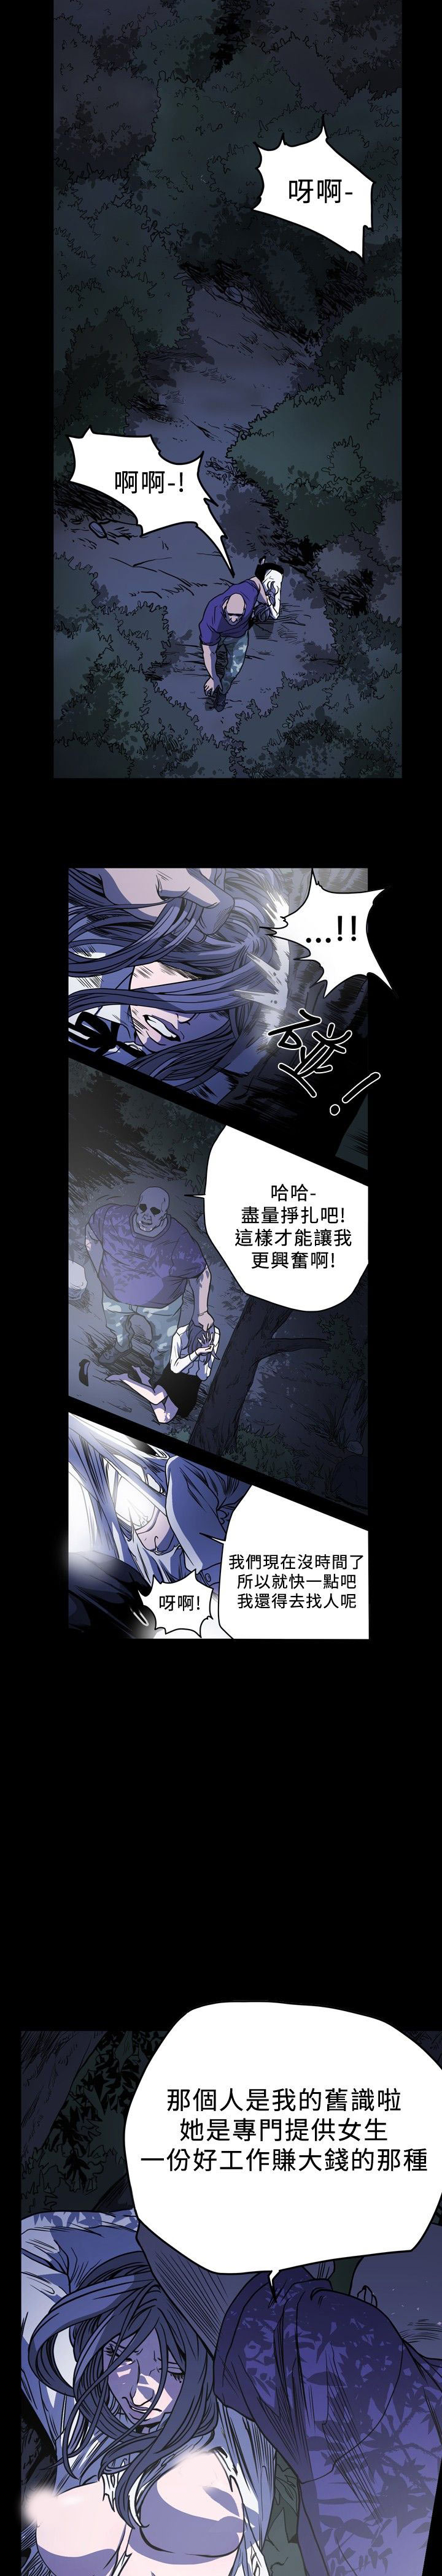 呀啊-
啊啊-!
...!!
碰!
哈哈-
盡量掙扎吧!
這樣才能讓我
更興奮啊!
我們現在沒時間了
所以就快一點吧
我還得去找人呢
呀啊!
那個人是我的舊識啦
她是專門提供女生
一份好工作賺大錢的那種